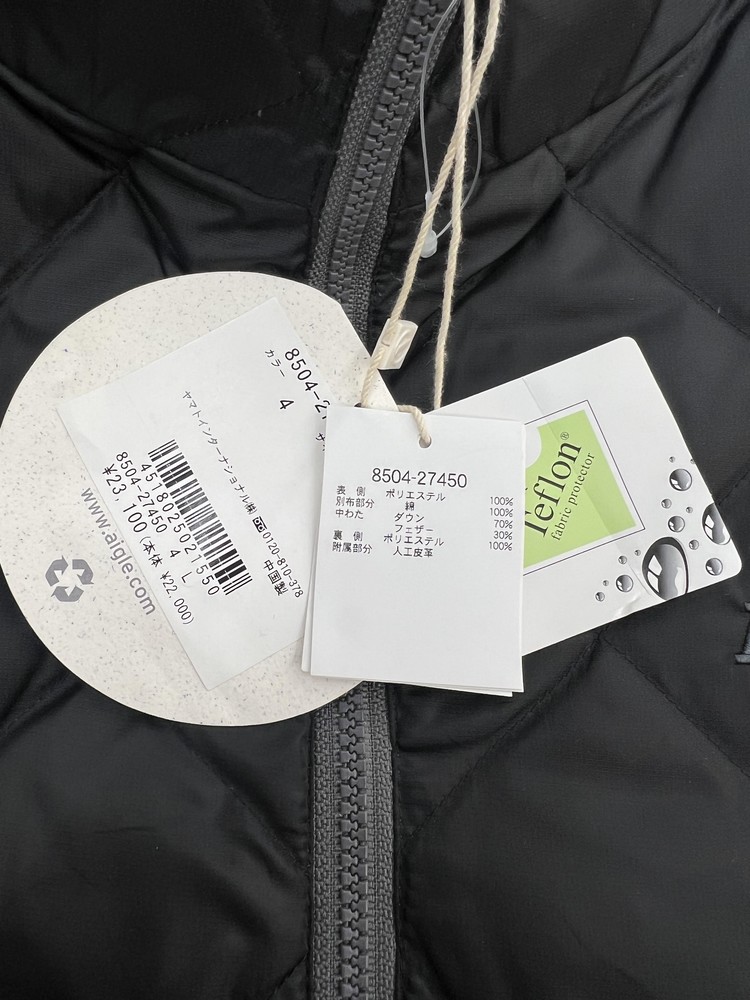 8504-2
カラー
4
ヤマトインターナショナル㈱
0120-810-378
4518025021550
8504-27450 4 L
中国製
¥23,100(本体 ¥22,000)
www.aigle.com
8504-27450
表 側 ポリエステル 100%
別布部分 綿 100%
中わた ダウン 70%
フェザー 30%
裏 側 ポリエステル 100%
附属部分 人工皮革
Teflon®
fabric protector